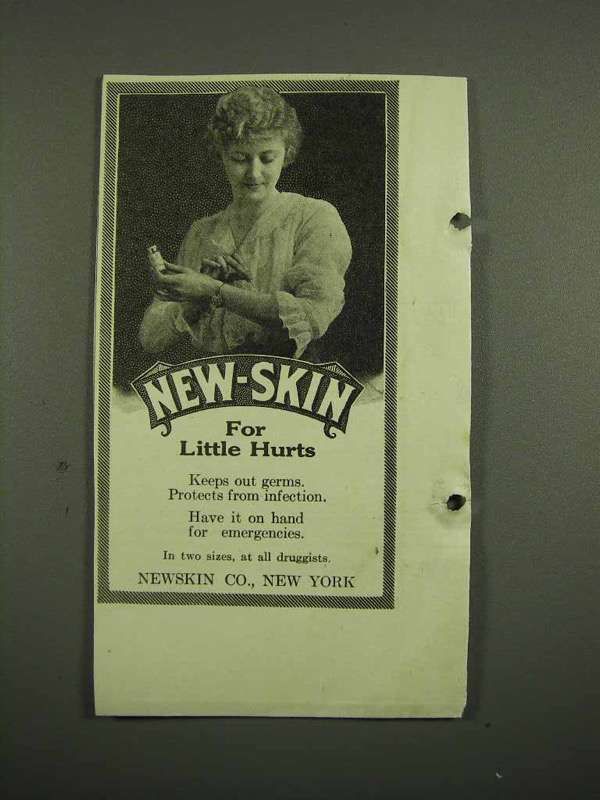 NEW-SKIN
For
Little Hurts
Keeps out germs.
Protects from infection.
Have it on hand
for emergencies.
In two sizes, at all druggists.
NEWSKIN CO., NEW YORK